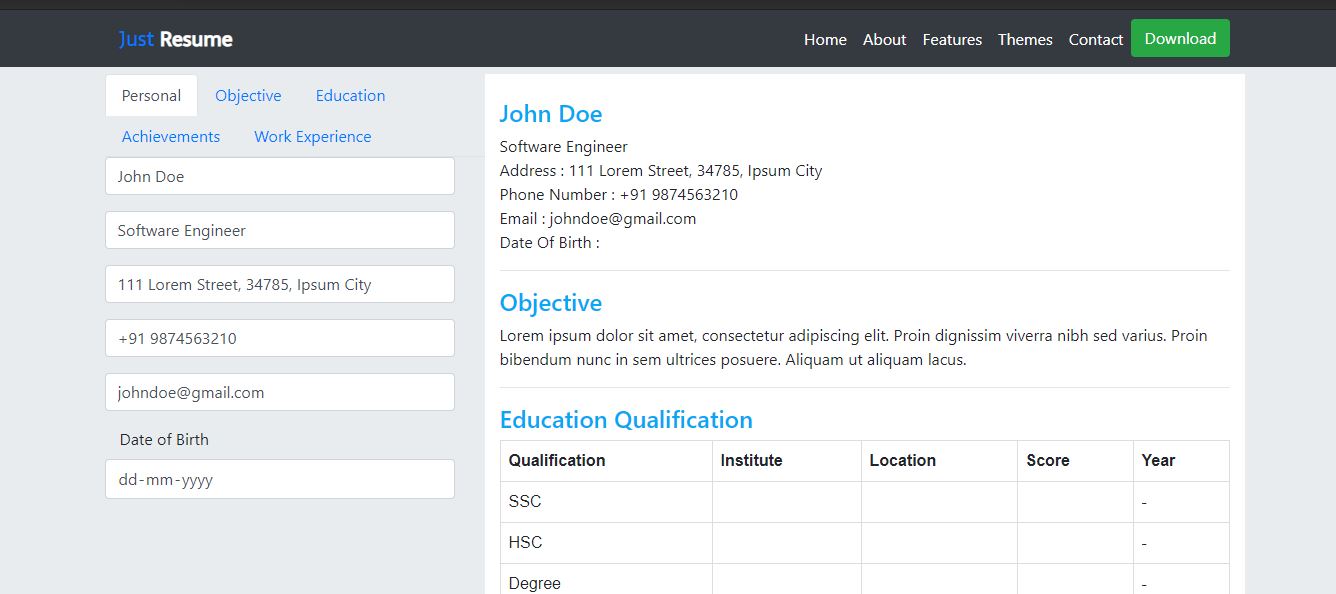 Just Resume
Home About Features Themes Contact Download
Personal Objective Education
Achievements Work Experience
John Doe
Software Engineer
111 Lorem Street, 34785, Ipsum City
+91 9874563210
johndoe@gmail.com
Date of Birth
dd-mm-yyyy
John Doe
Software Engineer
Address : 111 Lorem Street, 34785, Ipsum City
Phone Number : +91 9874563210
Email : johndoe@gmail.com
Date Of Birth :
Objective
Lorem ipsum dolor sit amet, consectetur adipiscing elit. Proin dignissim viverra nibh sed varius. Proin
bibendum nunc in sem ultrices posuere. Aliquam ut aliquam lacus.
Education Qualification
Qualification Institute Location Score Year
SSC -
HSC -
Degree -